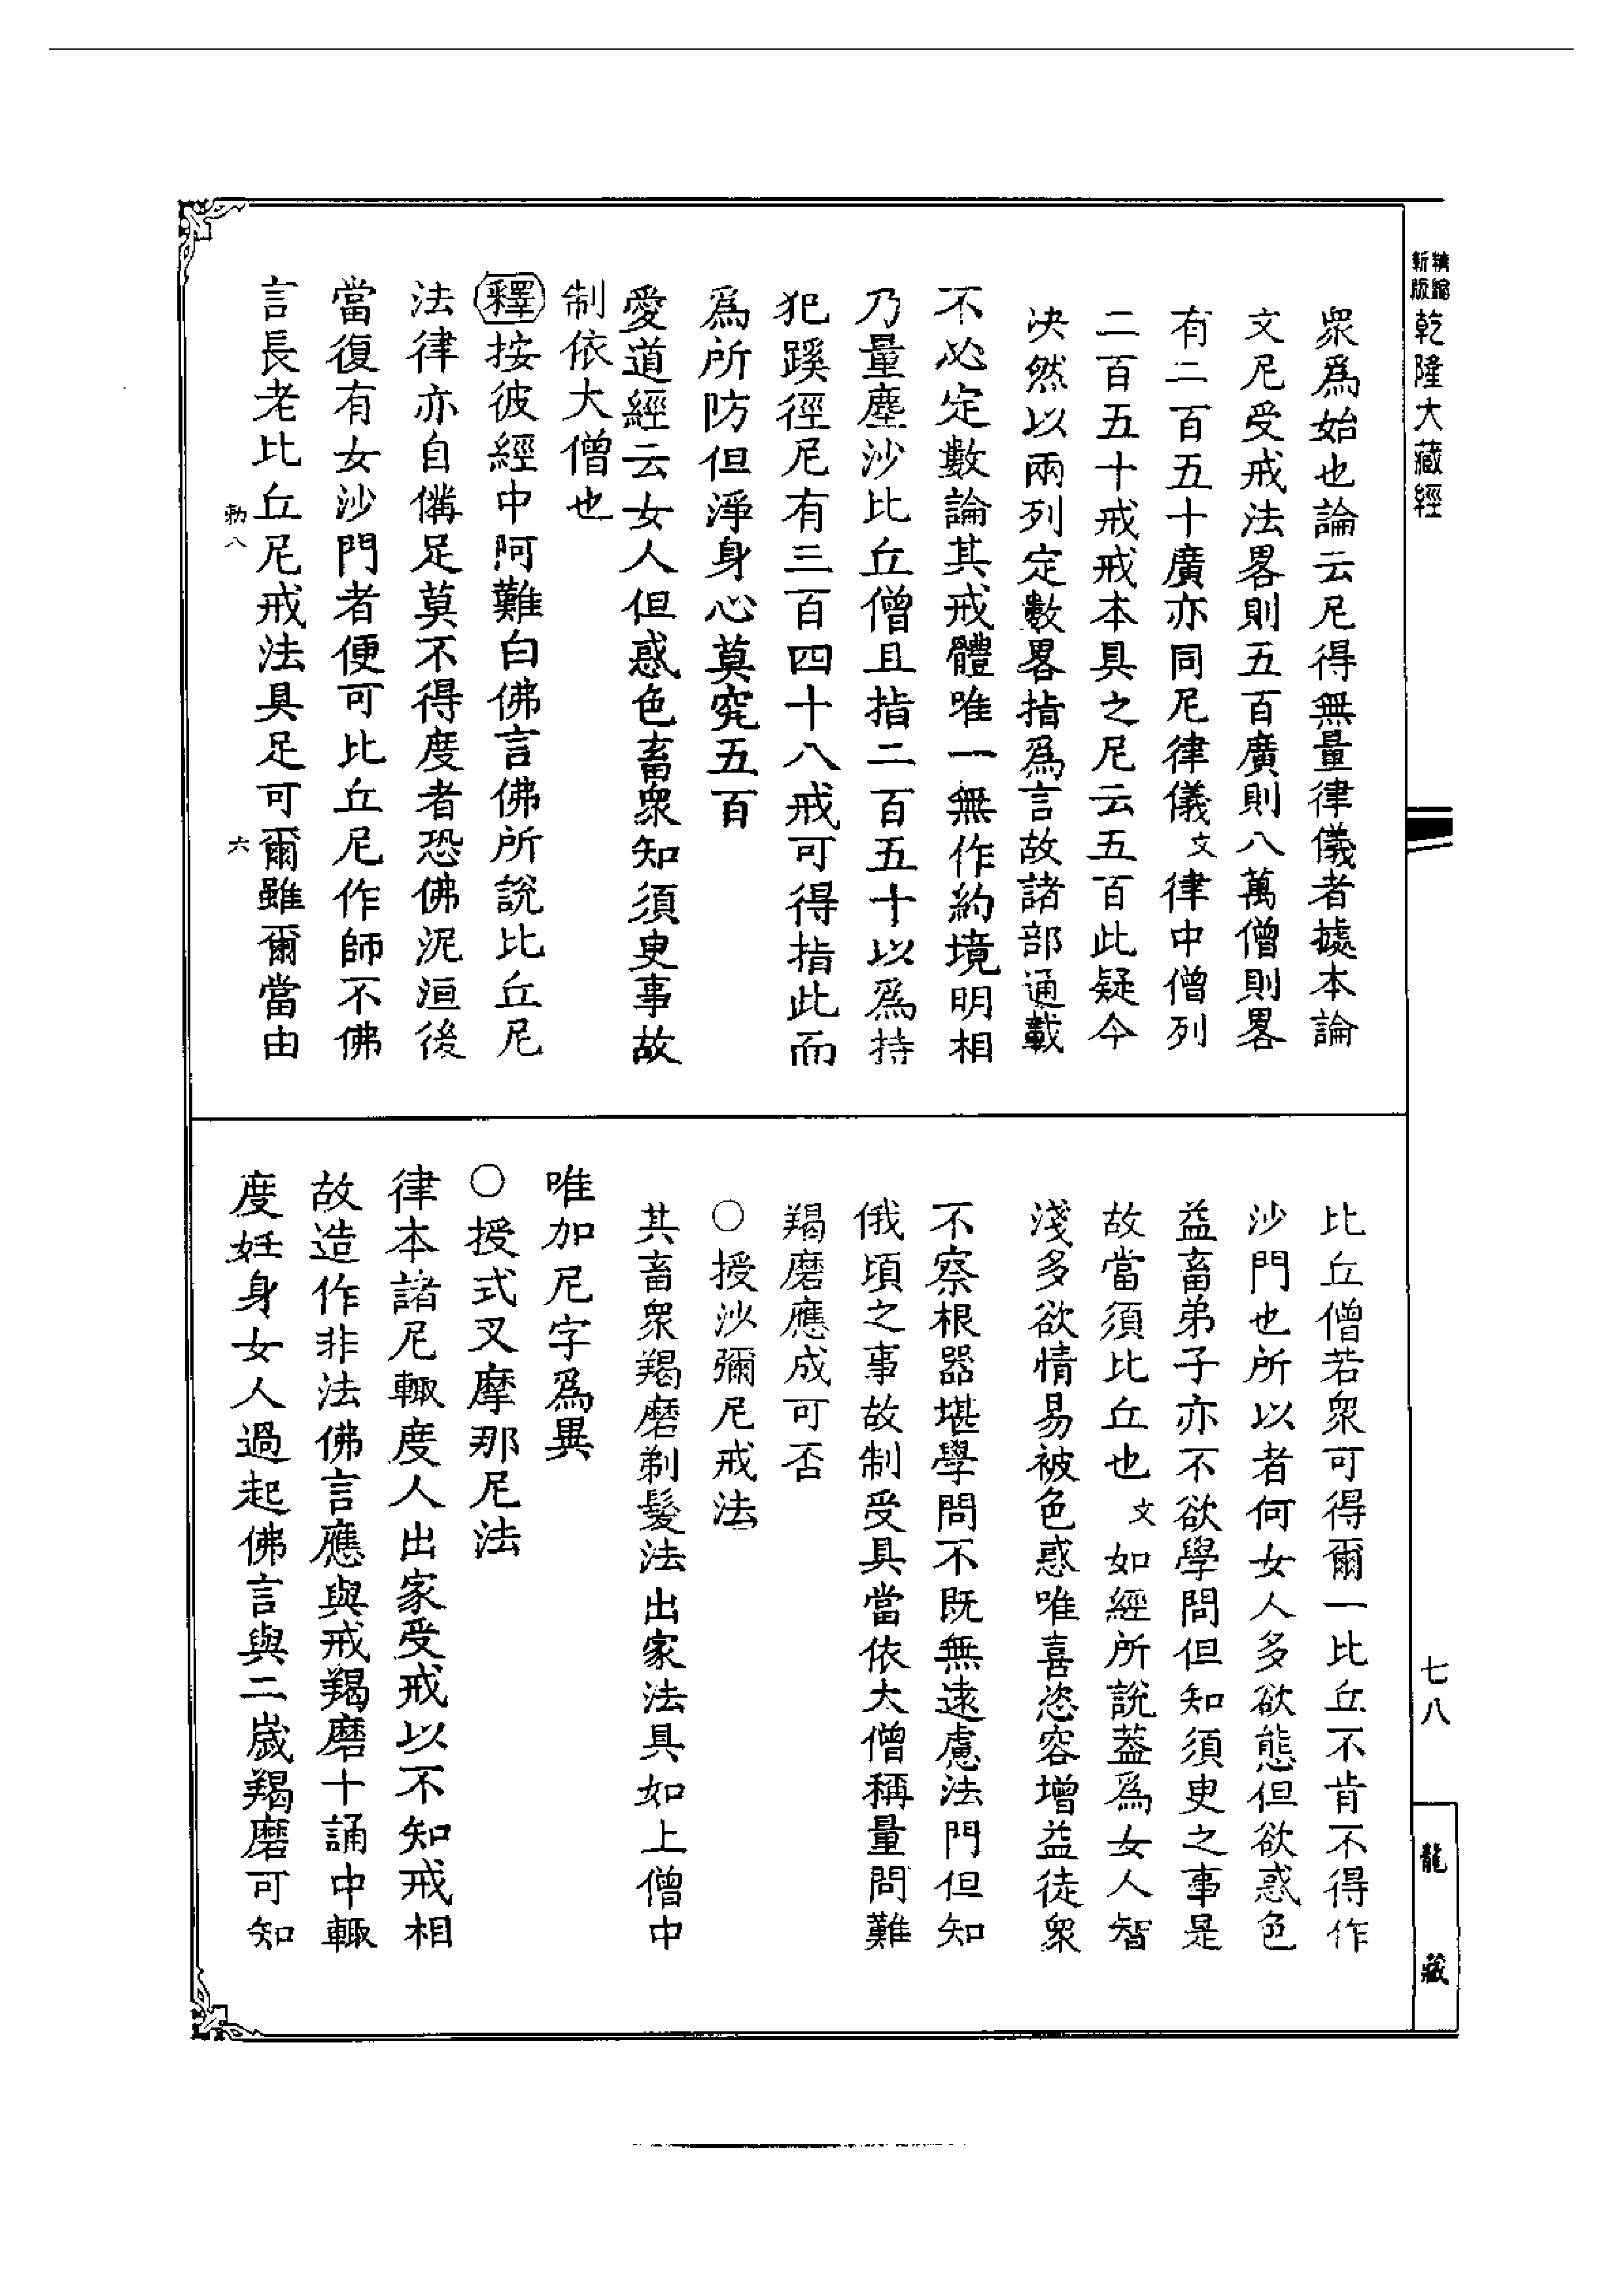 新版精縮乾隆大藏經
衆爲始也論云尼得無量律儀者據本論
文尼受戒法畧則五百廣則八萬僧則畧
有二百五十廣亦同尼律儀文律中僧列
二百五十戒戒本具之尼云五百此疑今
决然以兩列定數畧指爲言故諸部通載
不必定數論其戒體唯一無作約境明相
乃量塵沙比丘僧且指二百五十以爲持
犯蹊徑尼有三百四十八戒可得指此而
爲所防但淨身心莫究五百
愛道經云女人但惑色畜衆知須臾事故
制依大僧也
釋按彼經中阿難白佛言佛所說比丘尼
法律亦自備足莫不得度者恐佛泥洹後
當復有女沙門者便可比丘尼作師不佛
言長老比丘尼戒法具足可爾雖爾當由
勒八 六
比丘僧若衆可得爾一比丘不肯不得作
沙門也所以者何女人多欲態但欲惑色
益畜弟子亦不欲學問但知須臾之事是
故當須比丘也文如經所說葢爲女人智
淺多欲情易被色惑唯喜恣容增益徒衆
不察根器堪學問不既無遠慮法門但知
俄頃之事故制受具當依大僧稱量問難
羯磨應成可否
○授沙彌尼戒法
其畜衆羯磨剃髮法出家法具如上僧中
唯加尼字爲異
○授式叉摩那尼法
律本諸尼輙度人出家受戒以不知戒相
故造作非法佛言應與戒羯磨十誦中輙
度妊身女人過起佛言與二歲羯磨可知
七八
龍藏